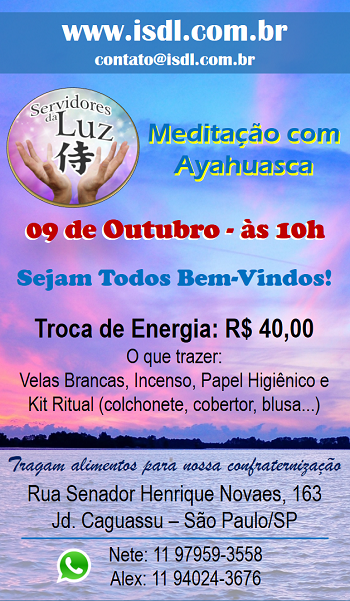 www.isdl.com.br
contato@isdl.com.br
Servidores
da
Luz
侍
Meditação com
Ayahuasca
09 de Outubro - às 10h
Sejam Todos Bem-Vindos!
Troca de Energia: R$ 40,00
O que trazer:
Velas Brancas, Incenso, Papel Higiênico e
Kit Ritual (colchonete, cobertor, blusa...)
Tragam alimentos para nossa confraternização
Rua Senador Henrique Novaes, 163
Jd. Caguassu – São Paulo/SP
Nete: 11 97959-3558
Alex: 11 94024-3676